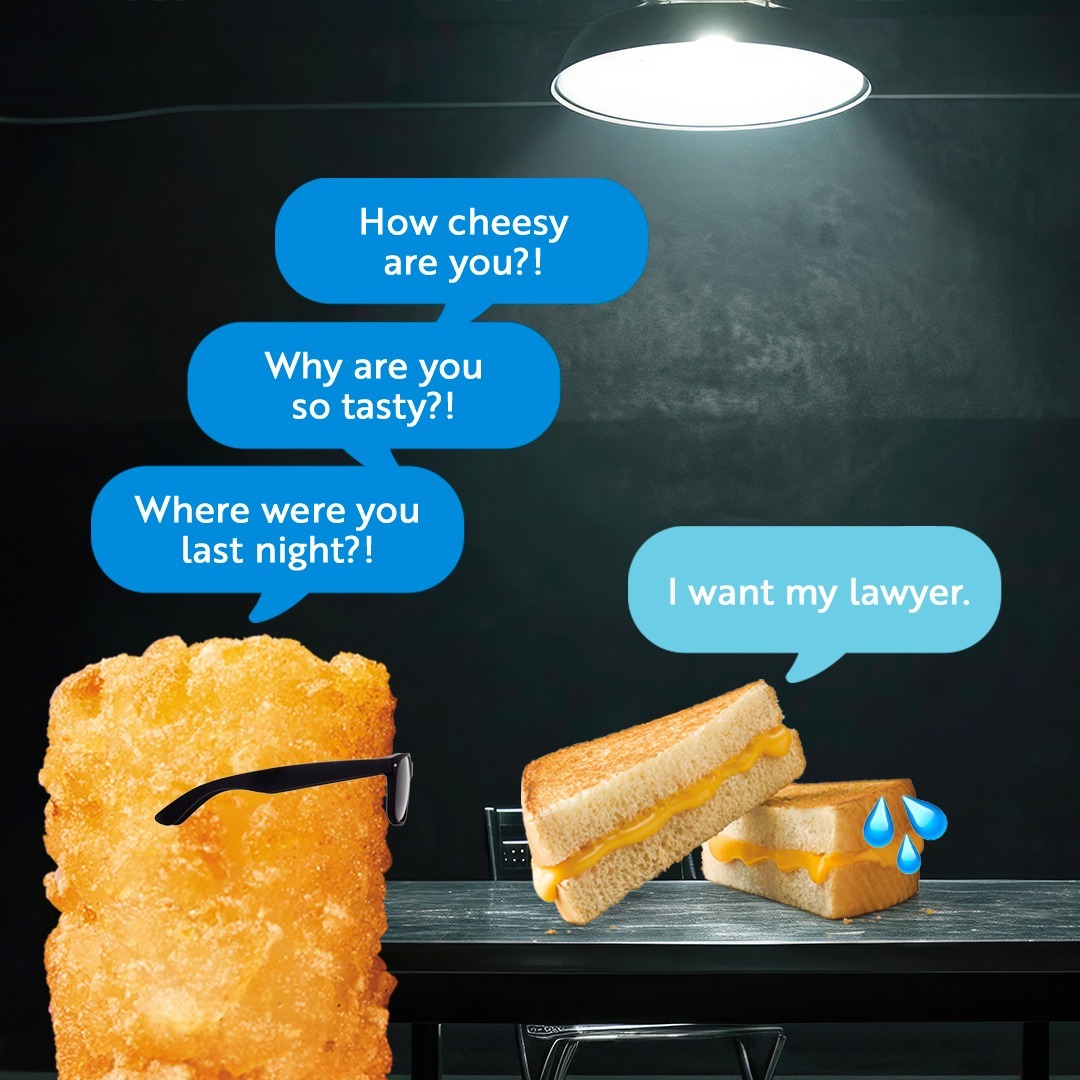 How cheesy
are you?!
Why are you
so tasty?!
Where were you
last night?!
I want my lawyer.